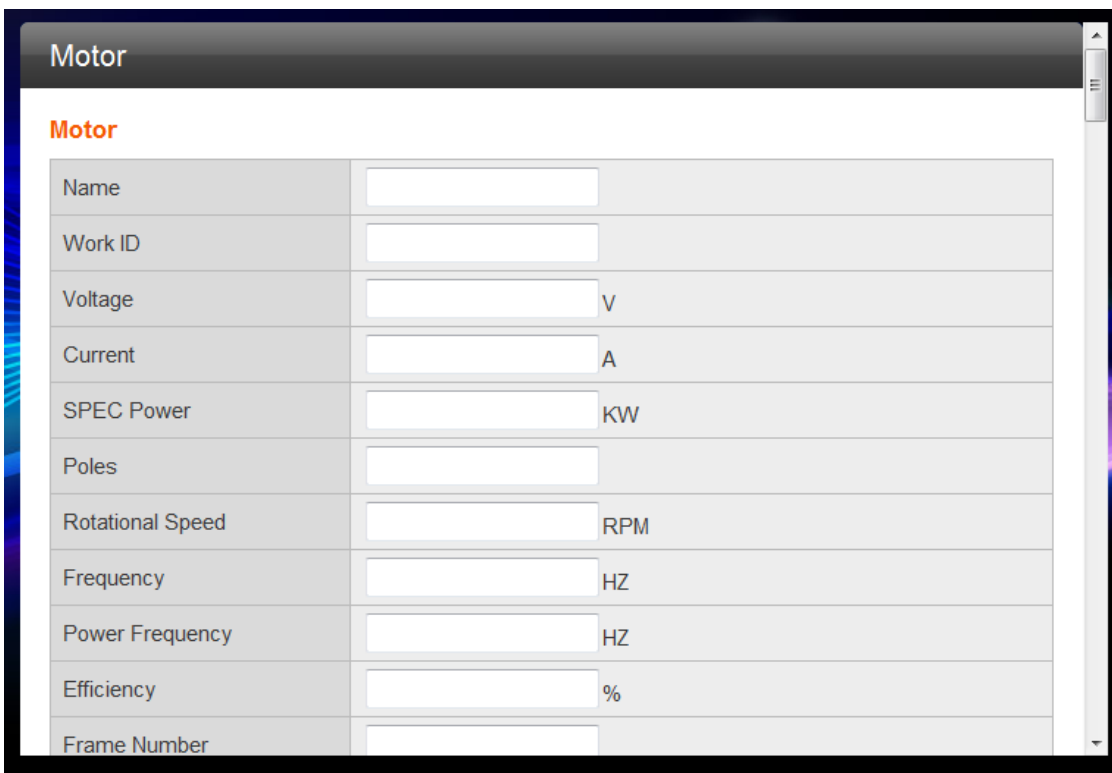 Motor
Motor
Name
Work ID
Voltage V
Current A
SPEC Power KW
Poles
Rotational Speed RPM
Frequency HZ
Power Frequency HZ
Efficiency %
Frame Number